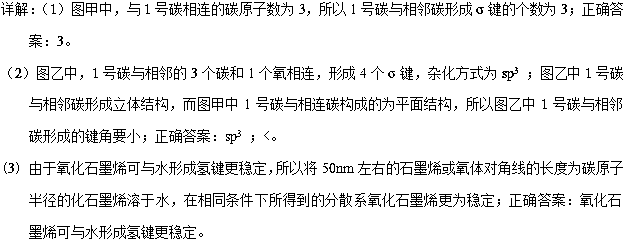 详解：（1）图甲中，与1号碳相连的碳原子数为3，所以1号碳与相邻碳形成σ键的个数为3；正确答
案：3。
（2）图乙中，1号碳与相邻的3个碳和1个氧相连，形成4个σ键，杂化方式为sp³ ；图乙中1号碳
与相邻碳形成立体结构，而图甲中1号碳与相连碳构成的为平面结构，所以图乙中1号碳与相邻
碳形成的键角要小；正确答案：sp³ ；<。
(3) 由于氧化石墨烯可与水形成氢键更稳定，所以将50nm左右的石墨烯或氧体对角线的长度为碳原子
半径的化石墨烯溶于水，在相同条件下所得到的分散系氧化石墨烯更为稳定；正确答案：氧化石
墨烯可与水形成氢键更稳定。